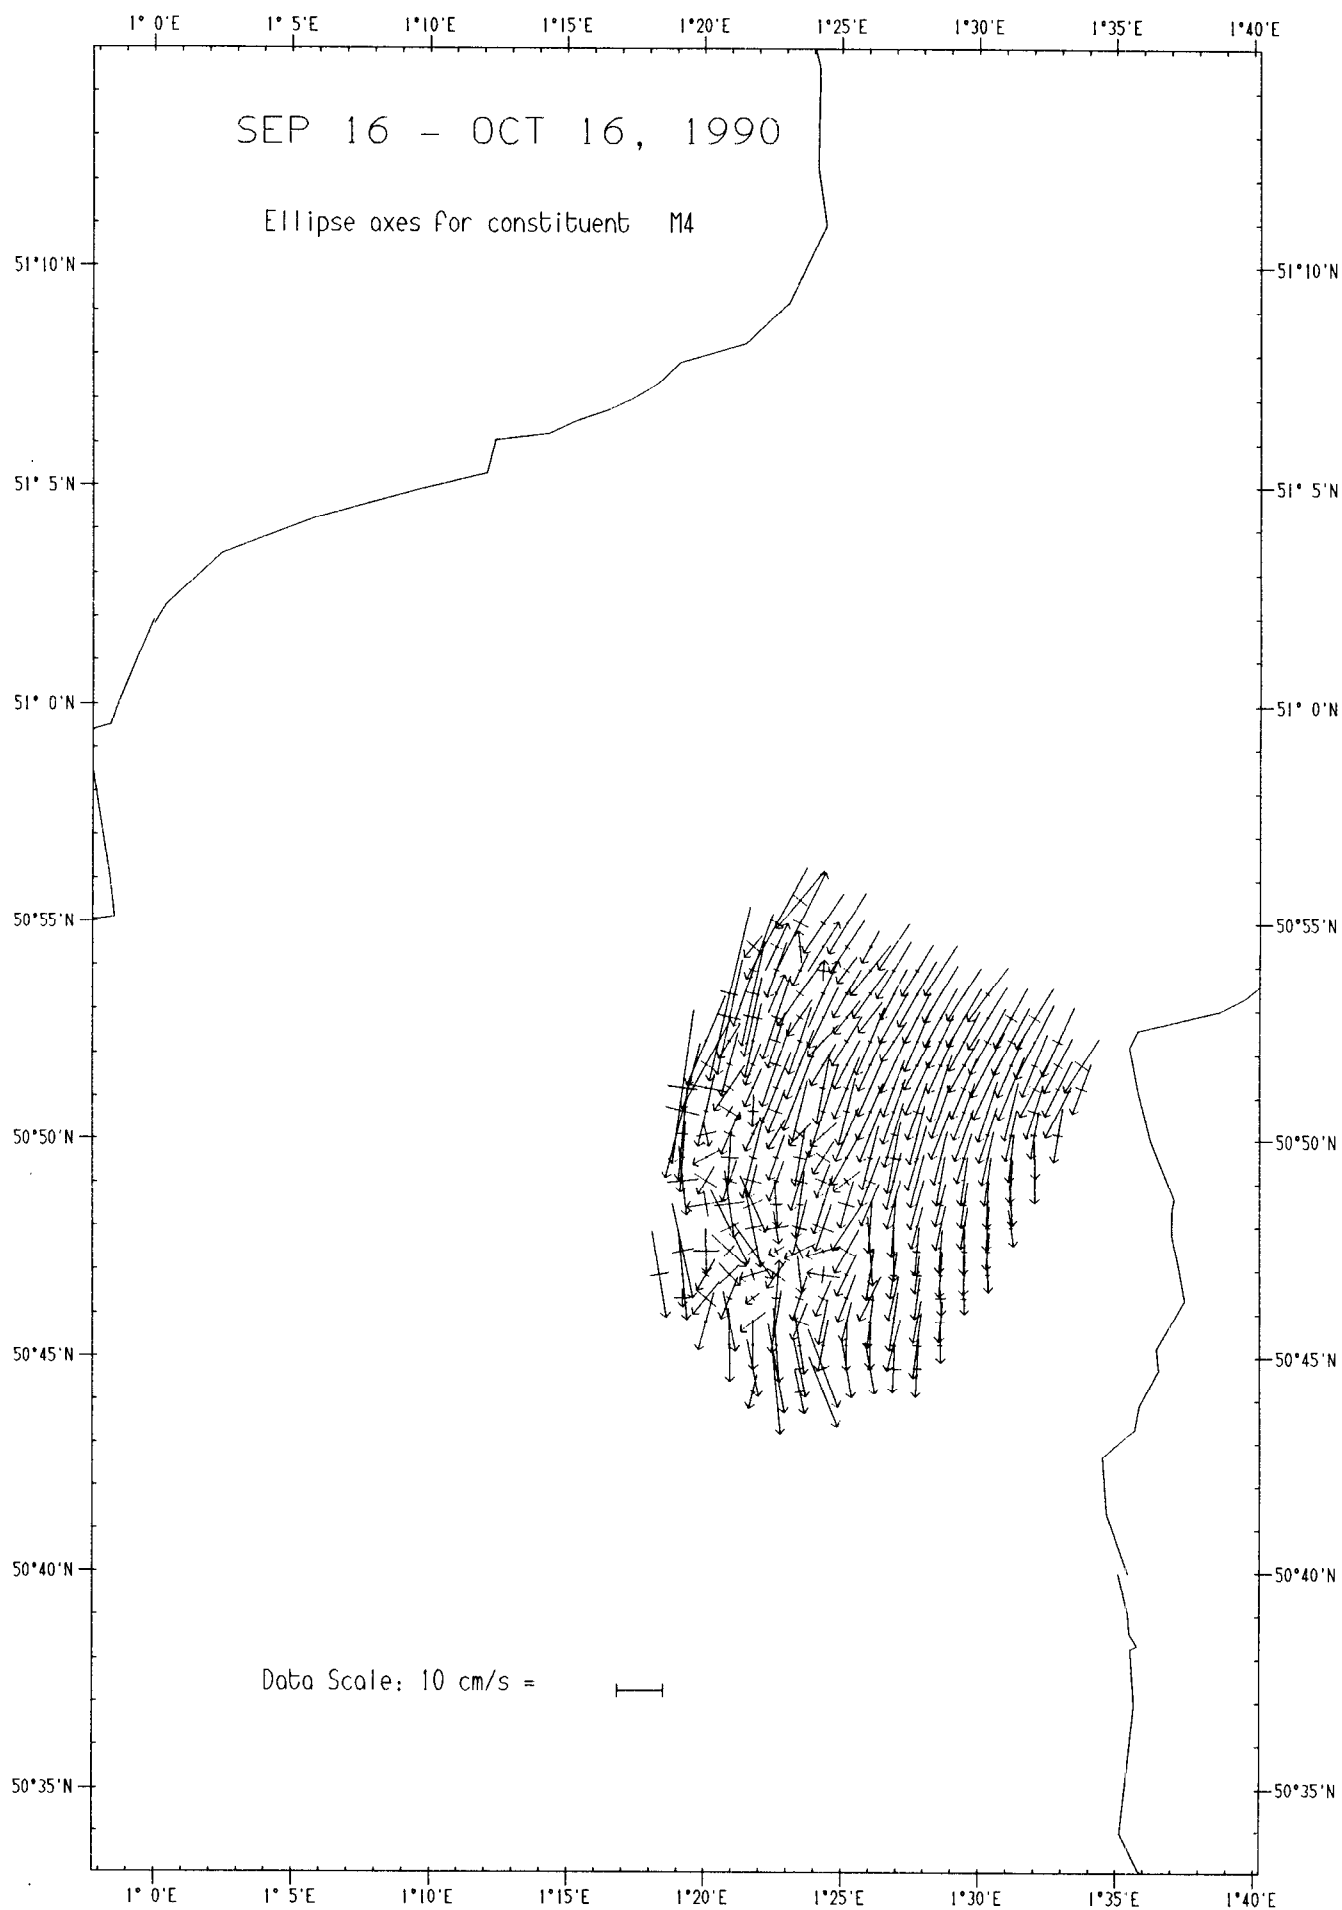 1° 0'E 1° 5'E 1°10'E 1°15'E 1°20'E 1°25'E 1°30'E 1°35'E 1°40'E
SEP 16 - OCT 16, 1990
Ellipse axes for constituent M4
51°10'N 51°10'N
51° 5'N 51° 5'N
51° 0'N 51° 0'N
50°55'N 50°55'N
50°50'N 50°50'N
50°45'N 50°45'N
50°40'N 50°40'N
Data Scale: 10 cm/s =
50°35'N 50°35'N
1° 0'E 1° 5'E 1°10'E 1°15'E 1°20'E 1°25'E 1°30'E 1°35'E 1°40'E